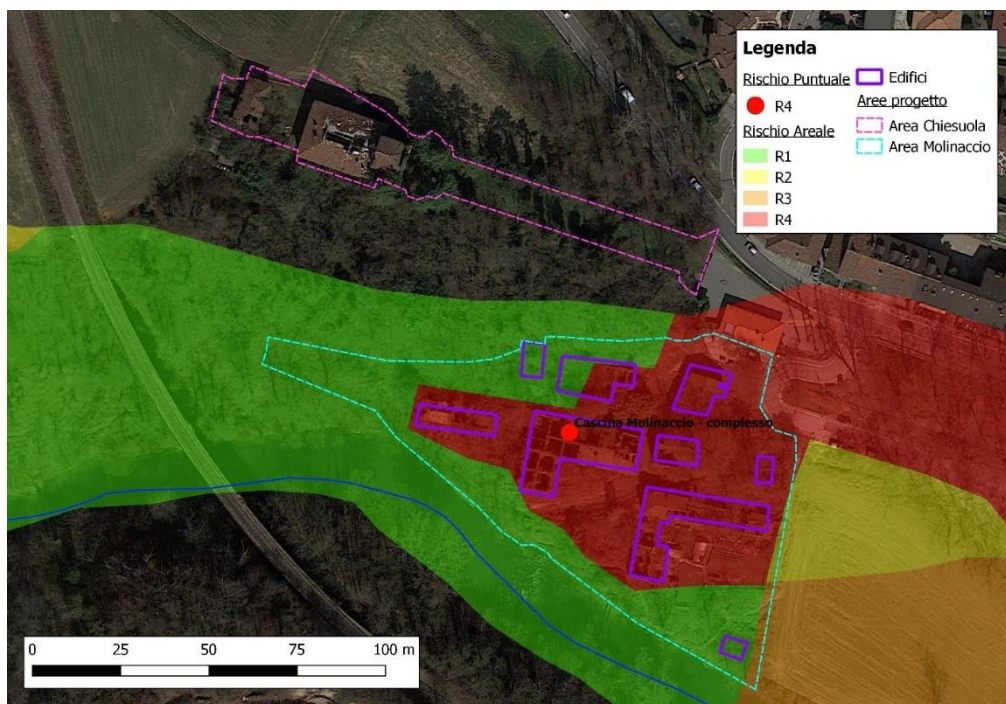 Legenda
Rischio Puntuale
R4
Rischio Areale
R1
R2
R3
R4
Edifici
Aree progetto
Area Chiesuola
Area Molinaccio
Cascina Molinaccio - complesso
0 25 50 75 100 m